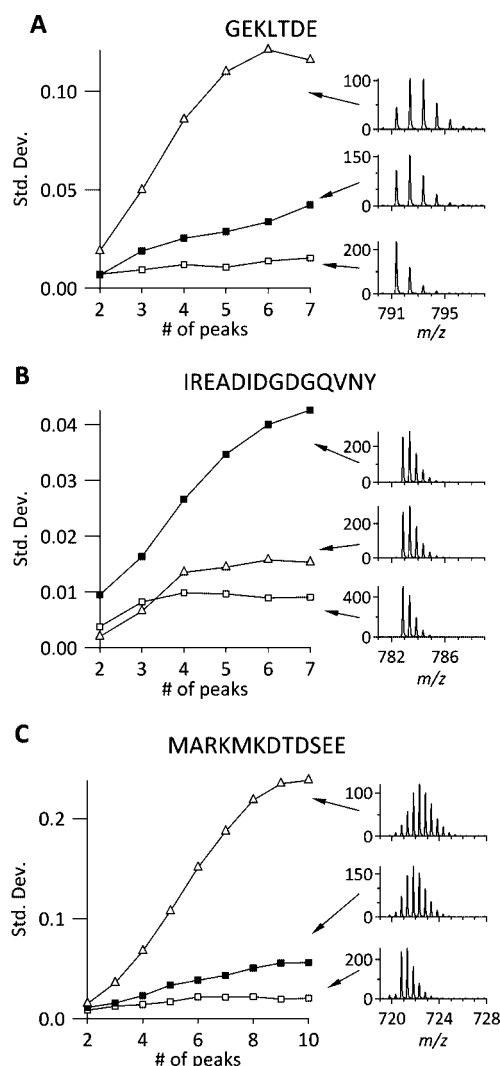 A
GEKLTDE
Std. Dev.
0.10
0.05
0.00
2 3 4 5 6 7
# of peaks
100
0
150
0
200
0
791 795
m/z
B
IREADIDGDGQVNY
Std. Dev.
0.04
0.03
0.02
0.01
0.00
2 3 4 5 6 7
# of peaks
200
0
200
0
400
0
782 786
m/z
C
MARKMKDTDSEE
Std. Dev.
0.2
0.1
0.0
2 4 6 8 10
# of peaks
100
0
150
0
200
0
720 724 728
m/z